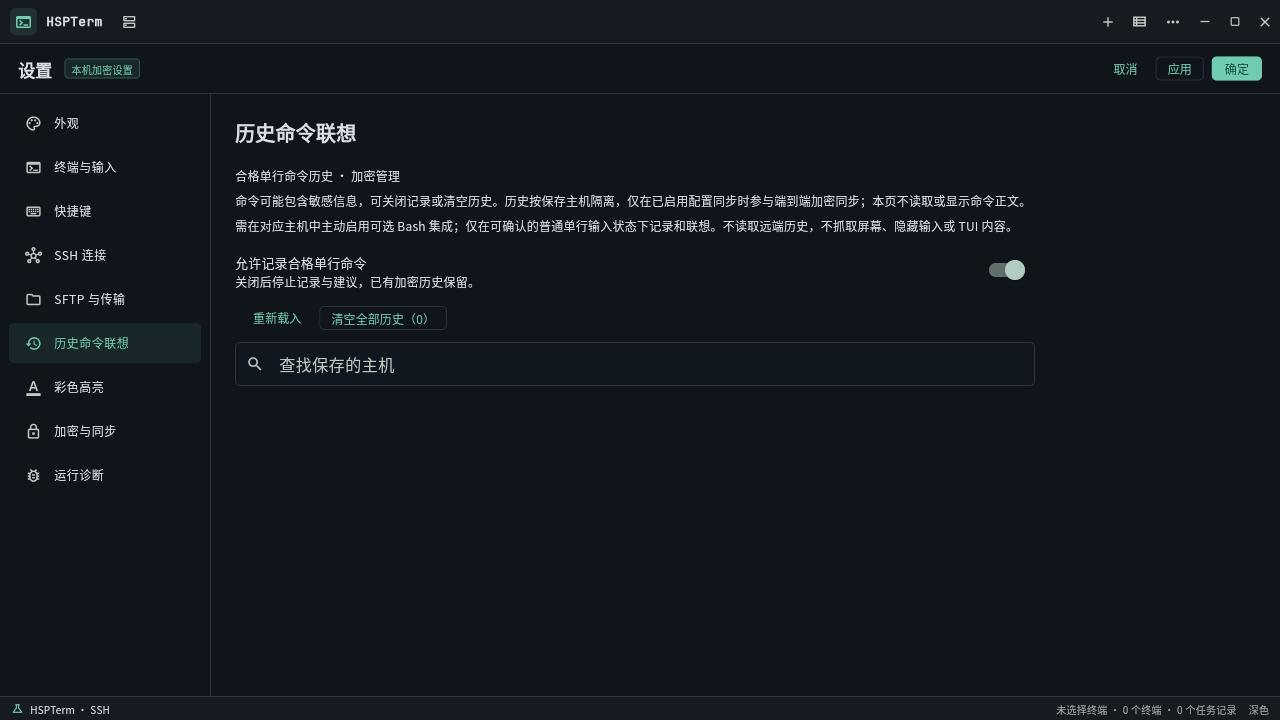 HSPTerm
设置
本机加密设置
取消
应用
确定
外观
终端与输入
快捷键
SSH 连接
SFTP 与传输
历史命令联想
彩色高亮
加密与同步
运行诊断
历史命令联想
合格单行命令历史 · 加密管理
命令可能包含敏感信息，可关闭记录或清空历史。历史按保存主机隔离，仅在已启用配置同步时参与端到端加密同步；本页不读取或显示命令正文。
需在对应主机中主动启用可选 Bash 集成；仅在可确认的普通单行输入状态下记录和联想。不读取远端历史，不抓取屏幕、隐藏输入或 TUI 内容。
允许记录合格单行命令
关闭后停止记录与建议，已有加密历史保留。
重新载入
清空全部历史（0）
查找保存的主机
HSPTerm · SSH
未选择终端 · 0 个终端 · 0 个任务记录
深色